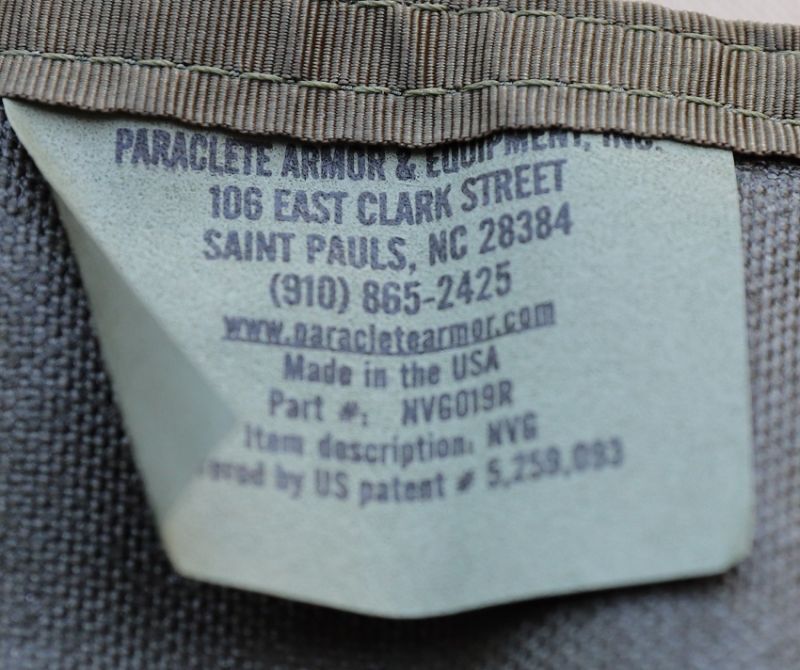 PARACLETE ARMOR & EQUIPMENT, INC.
106 EAST CLARK STREET
SAINT PAULS, NC 28384
(910) 865-2425
www.paracletearmor.com
Made in the USA
Part #: NVG019R
Item description: NVG
by US patent # 5,259,093